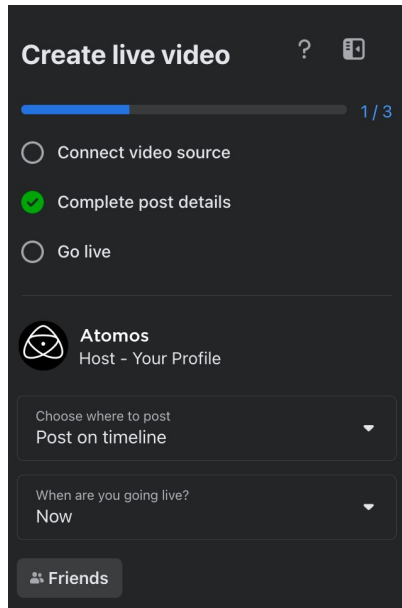 Create live video
?
1 / 3
Connect video source
Complete post details
Go live
Atomos
Host - Your Profile
Choose where to post
Post on timeline
When are you going live?
Now
Friends